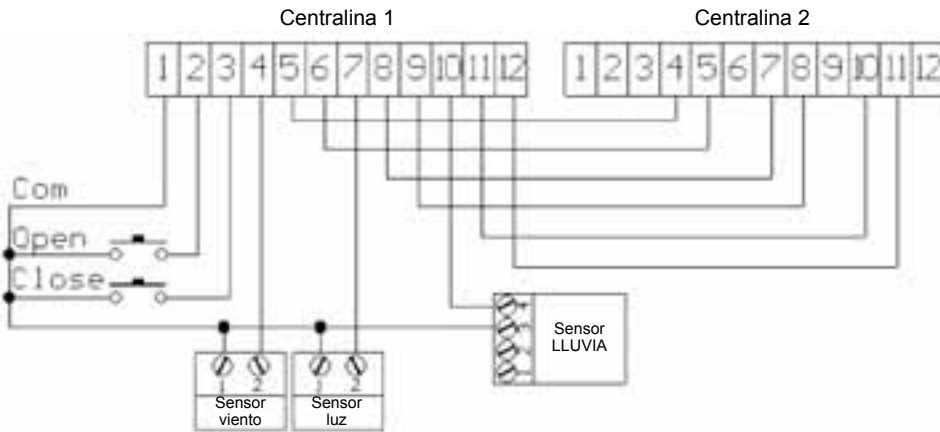 Centralina 1
Centralina 2
1 2 3 4 5 6 7 8 9 10 11 12
1 2 3 4 5 6 7 8 9 10 11 12
Com
Open
Close
Sensor
LLUVIA
1 2
1 2
Sensor
viento
Sensor
luz